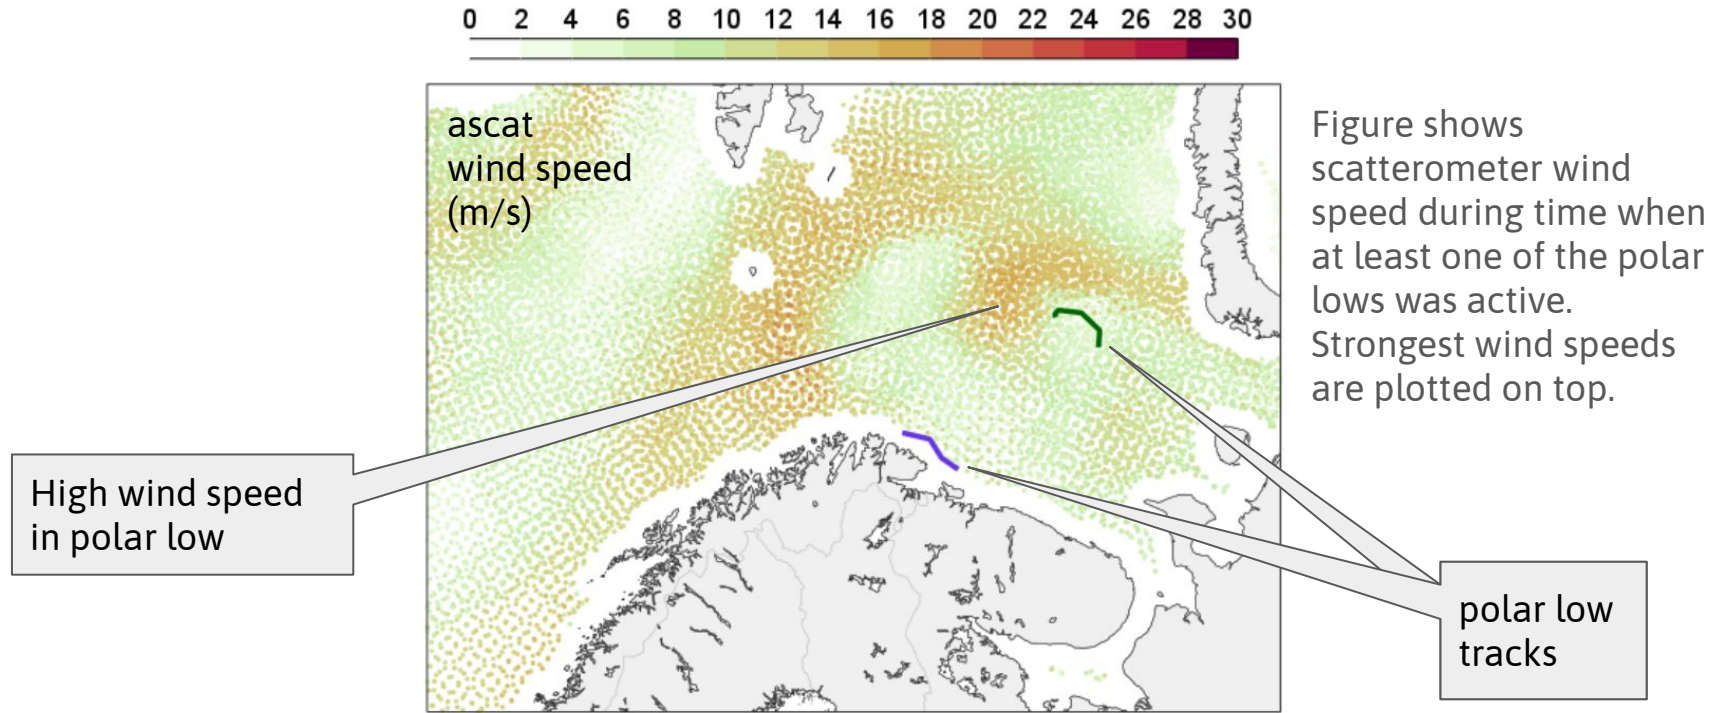 0 2 4 6 8 10 12 14 16 18 20 22 24 26 28 30
ascat
wind speed
(m/s)
Figure shows
scatterometer wind
speed during time when
at least one of the polar
lows was active.
Strongest wind speeds
are plotted on top.
High wind speed
in polar low
polar low
tracks